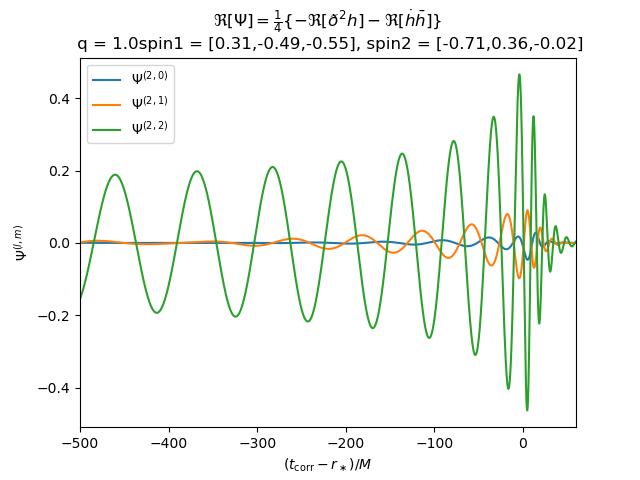 ℜ[Ψ] = 1/4{−ℜ[ð²h] − ℜ[ḣh̄]}
q = 1.0spin1 = [0.31,-0.49,-0.55], spin2 = [-0.71,0.36,-0.02]
Ψ^(2,0)
Ψ^(2,1)
Ψ^(2,2)
Ψ^(l,m)
0.4
0.2
0.0
−0.2
−0.4
−500
−400
−300
−200
−100
0
(t_corr − r_∗)/M